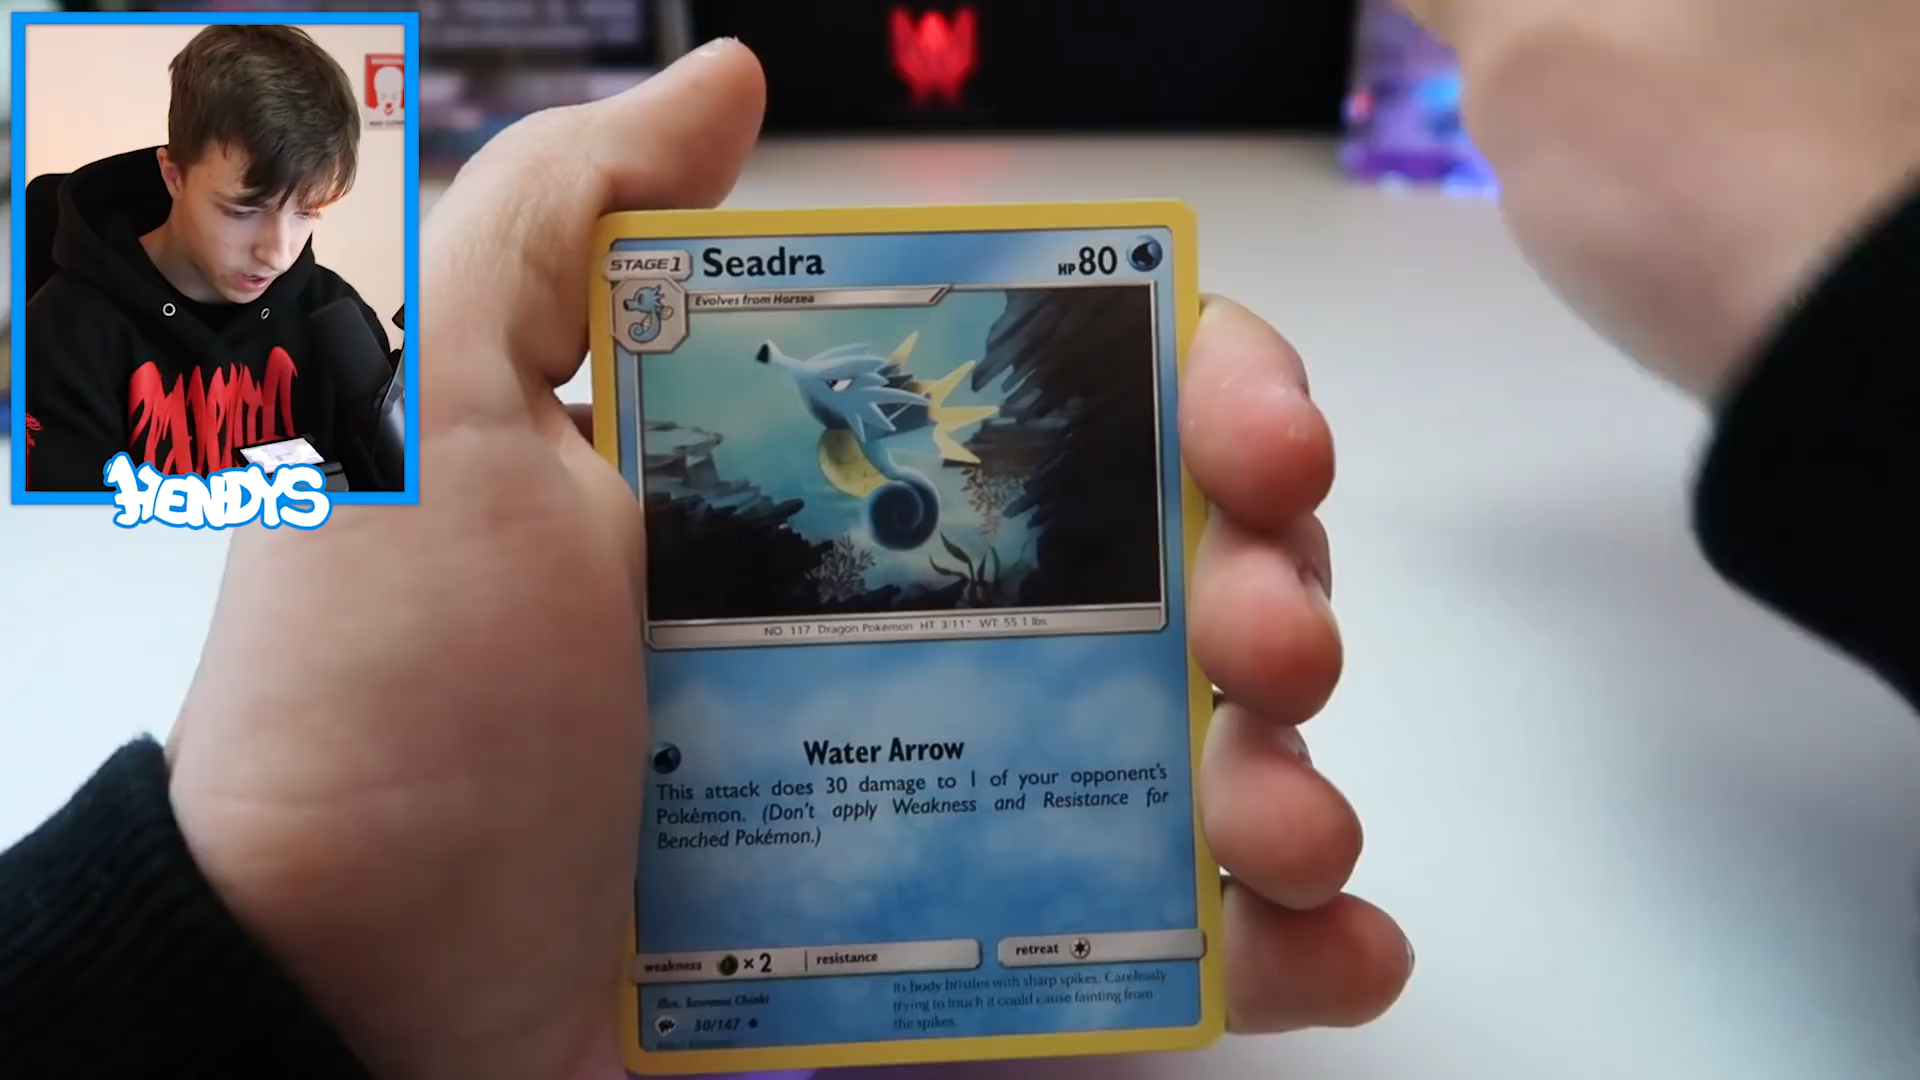 HENDYS
STAGE 1 Seadra HP 80
Evolves from Horsea
NO. 117 Dragon Pokémon HT: 3'11" WT: 55.1 lbs.
Water Arrow
This attack does 30 damage to 1 of your opponent's
Pokémon. (Don't apply Weakness and Resistance for
Benched Pokémon.)
weakness ×2 resistance retreat
Its body bristles with sharp spikes. Carelessly
trying to touch it could cause fainting from
the spikes.
Illus. Sawamu Chiaki
30/147